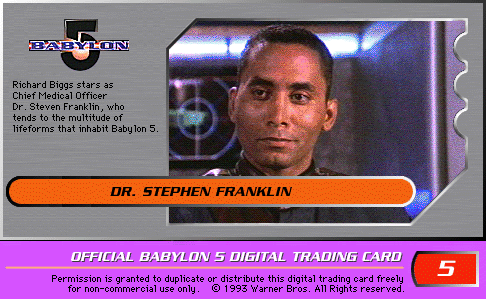 5
BABYLON
Richard Biggs stars as
Chief Medical Officer
Dr. Steven Franklin, who
tends to the multitude of
lifeforms that inhabit Babylon 5.
DR. STEPHEN FRANKLIN
OFFICIAL BABYLON 5 DIGITAL TRADING CARD
5
Permission is granted to duplicate or distribute this digital trading card freely
for non-commercial use only. © 1993 Warner Bros. All Rights reserved.